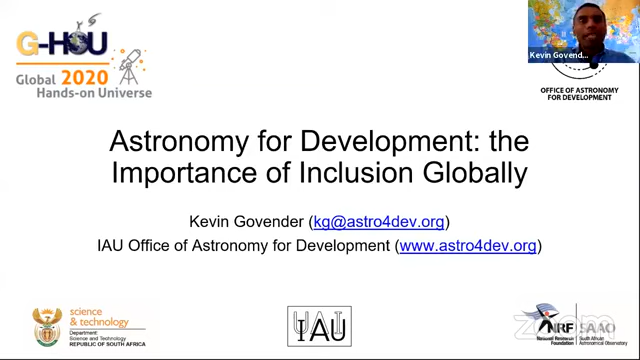 G-HOU
Global 2020
Hands-on Universe
Kevin Govend...
OFFICE OF ASTRONOMY
FOR DEVELOPMENT
Astronomy for Development: the
Importance of Inclusion Globally
Kevin Govender (kg@astro4dev.org)
IAU Office of Astronomy for Development (www.astro4dev.org)
science
& technology
Department:
Science and Technology
REPUBLIC OF SOUTH AFRICA
UAI
IAU
NRF
National Research
Foundation
SAAO
South African
Astronomical Observatory
zoom